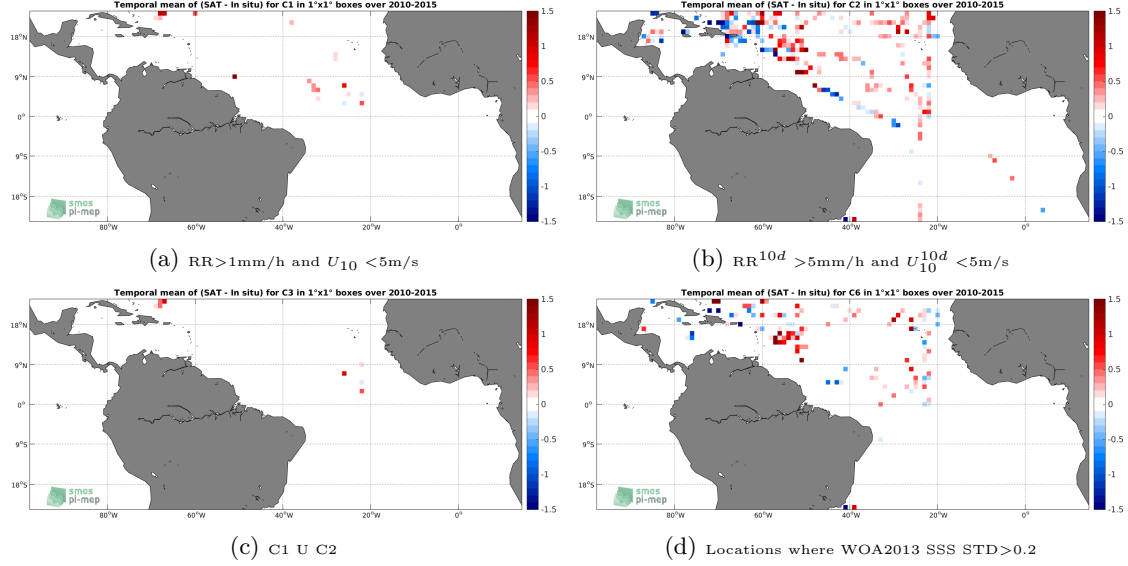 Temporal mean of (SAT - In situ) for C1 in 1°x1° boxes over 2010-2015
18°N
9°N
0°
9°S
18°S
80°W
60°W
40°W
20°W
0°
1.5
1
0.5
0
-0.5
-1
-1.5
smos
pi-mep
(a) RR>1mm/h and U10 <5m/s
Temporal mean of (SAT - In situ) for C2 in 1°x1° boxes over 2010-2015
18°N
9°N
0°
9°S
18°S
80°W
60°W
40°W
20°W
0°
1.5
1
0.5
0
-0.5
-1
-1.5
smos
pi-mep
(b) RR10d >5mm/h and U10d10 <5m/s
Temporal mean of (SAT - In situ) for C3 in 1°x1° boxes over 2010-2015
18°N
9°N
0°
9°S
18°S
80°W
60°W
40°W
20°W
0°
1.5
1
0.5
0
-0.5
-1
-1.5
smos
pi-mep
(c) C1 U C2
Temporal mean of (SAT - In situ) for C6 in 1°x1° boxes over 2010-2015
18°N
9°N
0°
9°S
18°S
80°W
60°W
40°W
20°W
0°
1.5
1
0.5
0
-0.5
-1
-1.5
smos
pi-mep
(d) Locations where WOA2013 SSS STD>0.2